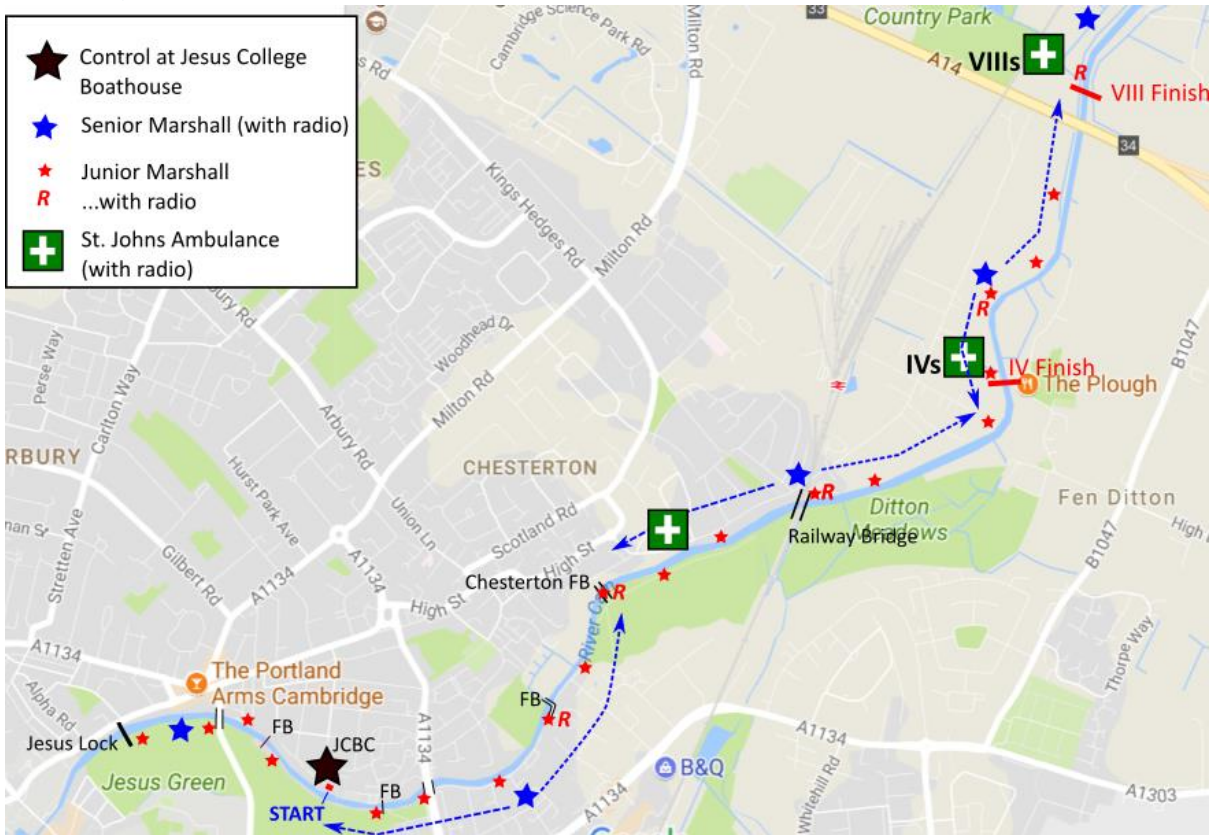 Control at Jesus College
Boathouse
Senior Marshall (with radio)
Junior Marshall
R ...with radio
St. Johns Ambulance
(with radio)
Cambridge Science Park Rd
Milton Rd
33
Country Park
VIIIs
R
A14
VIII Finish
34
ES
Kings Hedges Rd
Milton Rd
B1047
Woodhead Dr
Milton Rd
Arbury Rd
R
IVs
IV Finish
The Plough
Perse Way
Carlton Way
Arbury Rd
RBURY
CHESTERTON
Hurst Park Ave
Union Ln
Scotland Rd
High St
R
Ditton
Meadows
Railway Bridge
Fen Ditton
High
B1047
Stretten Ave
Gilbert Rd
A1134
A1134
High St
Chesterton FB
R
River Cam
Thorpe Way
A1134
Alpha Rd
The Portland
Arms Cambridge
FB
R
Jesus Lock
FB
JCBC
A1134
A1134
B&Q
Whitehill Rd
Jesus Green
START
FB
A1134
A1303